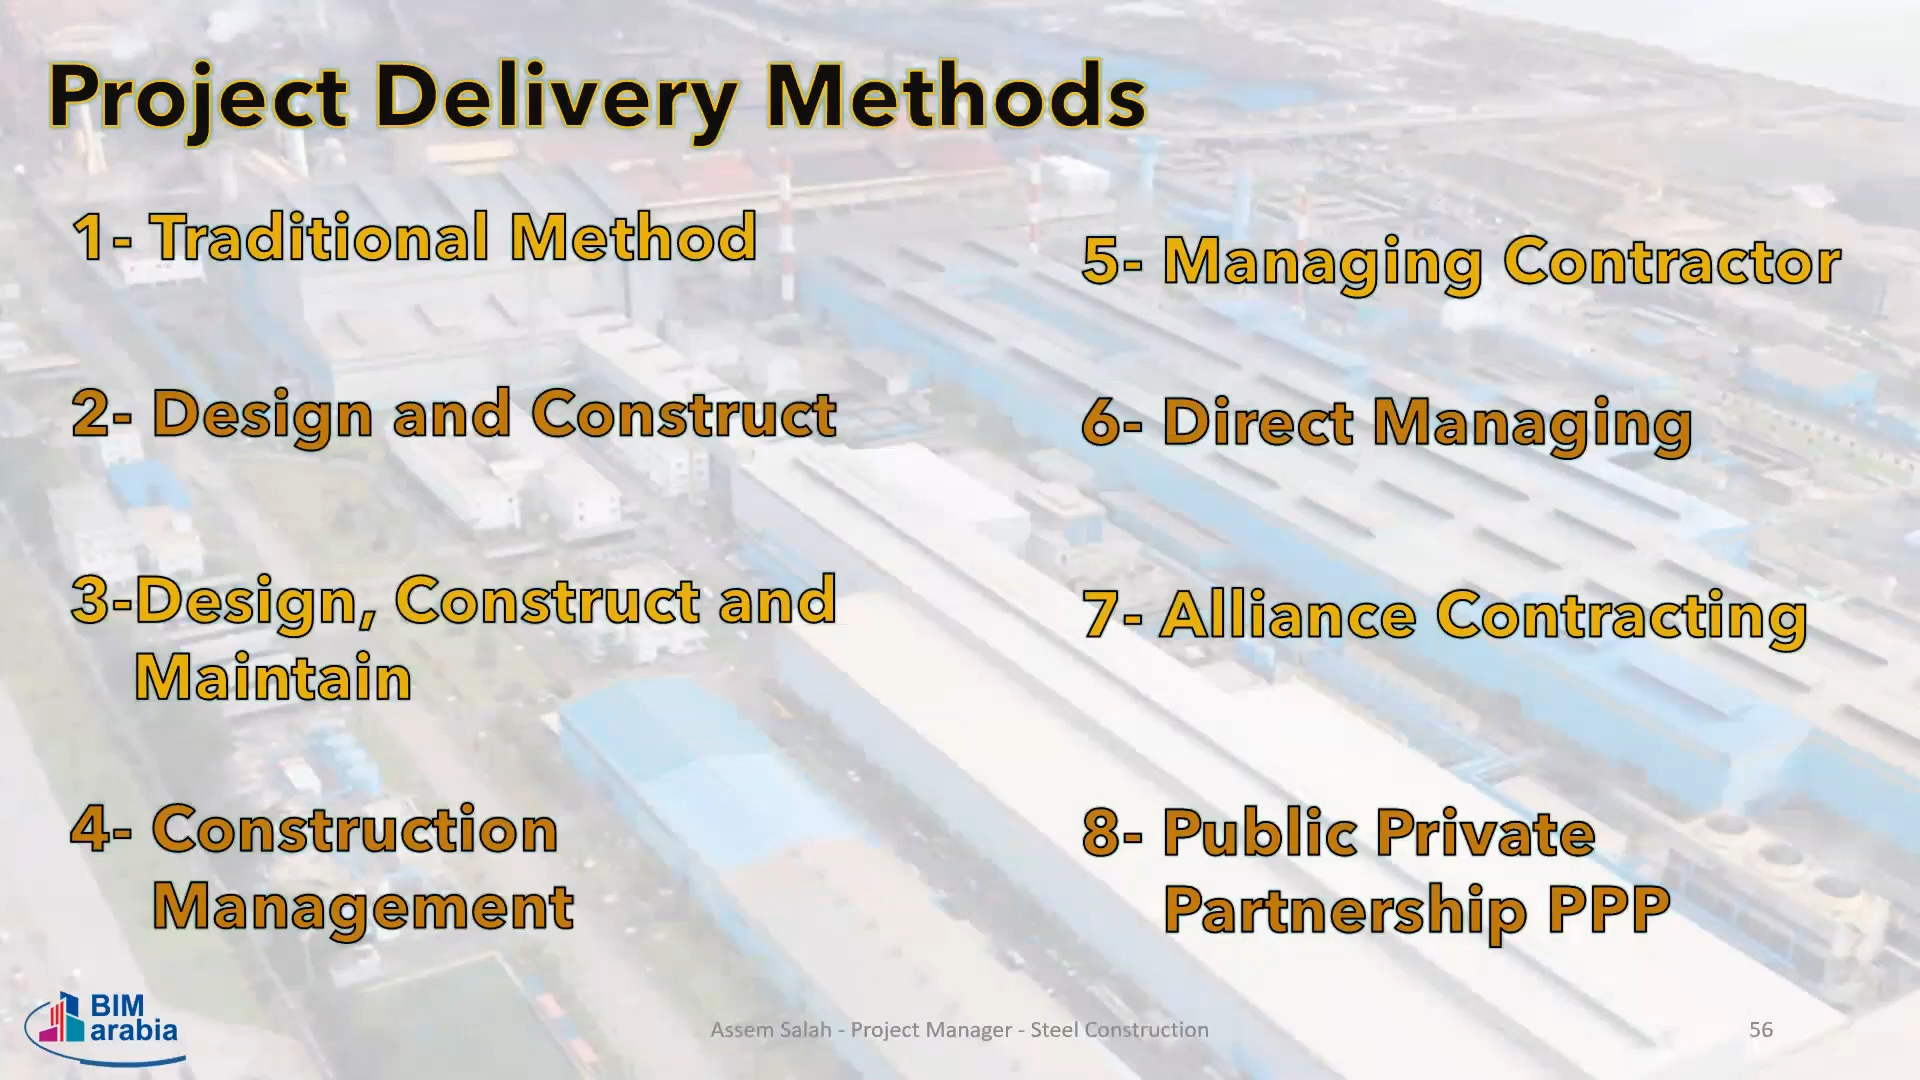 Project Delivery Methods
1- Traditional Method
2- Design and Construct
3-Design, Construct and
Maintain
4- Construction
Management
5- Managing Contractor
6- Direct Managing
7- Alliance Contracting
8- Public Private
Partnership PPP
BIM
arabia
Assem Salah - Project Manager - Steel Construction
56